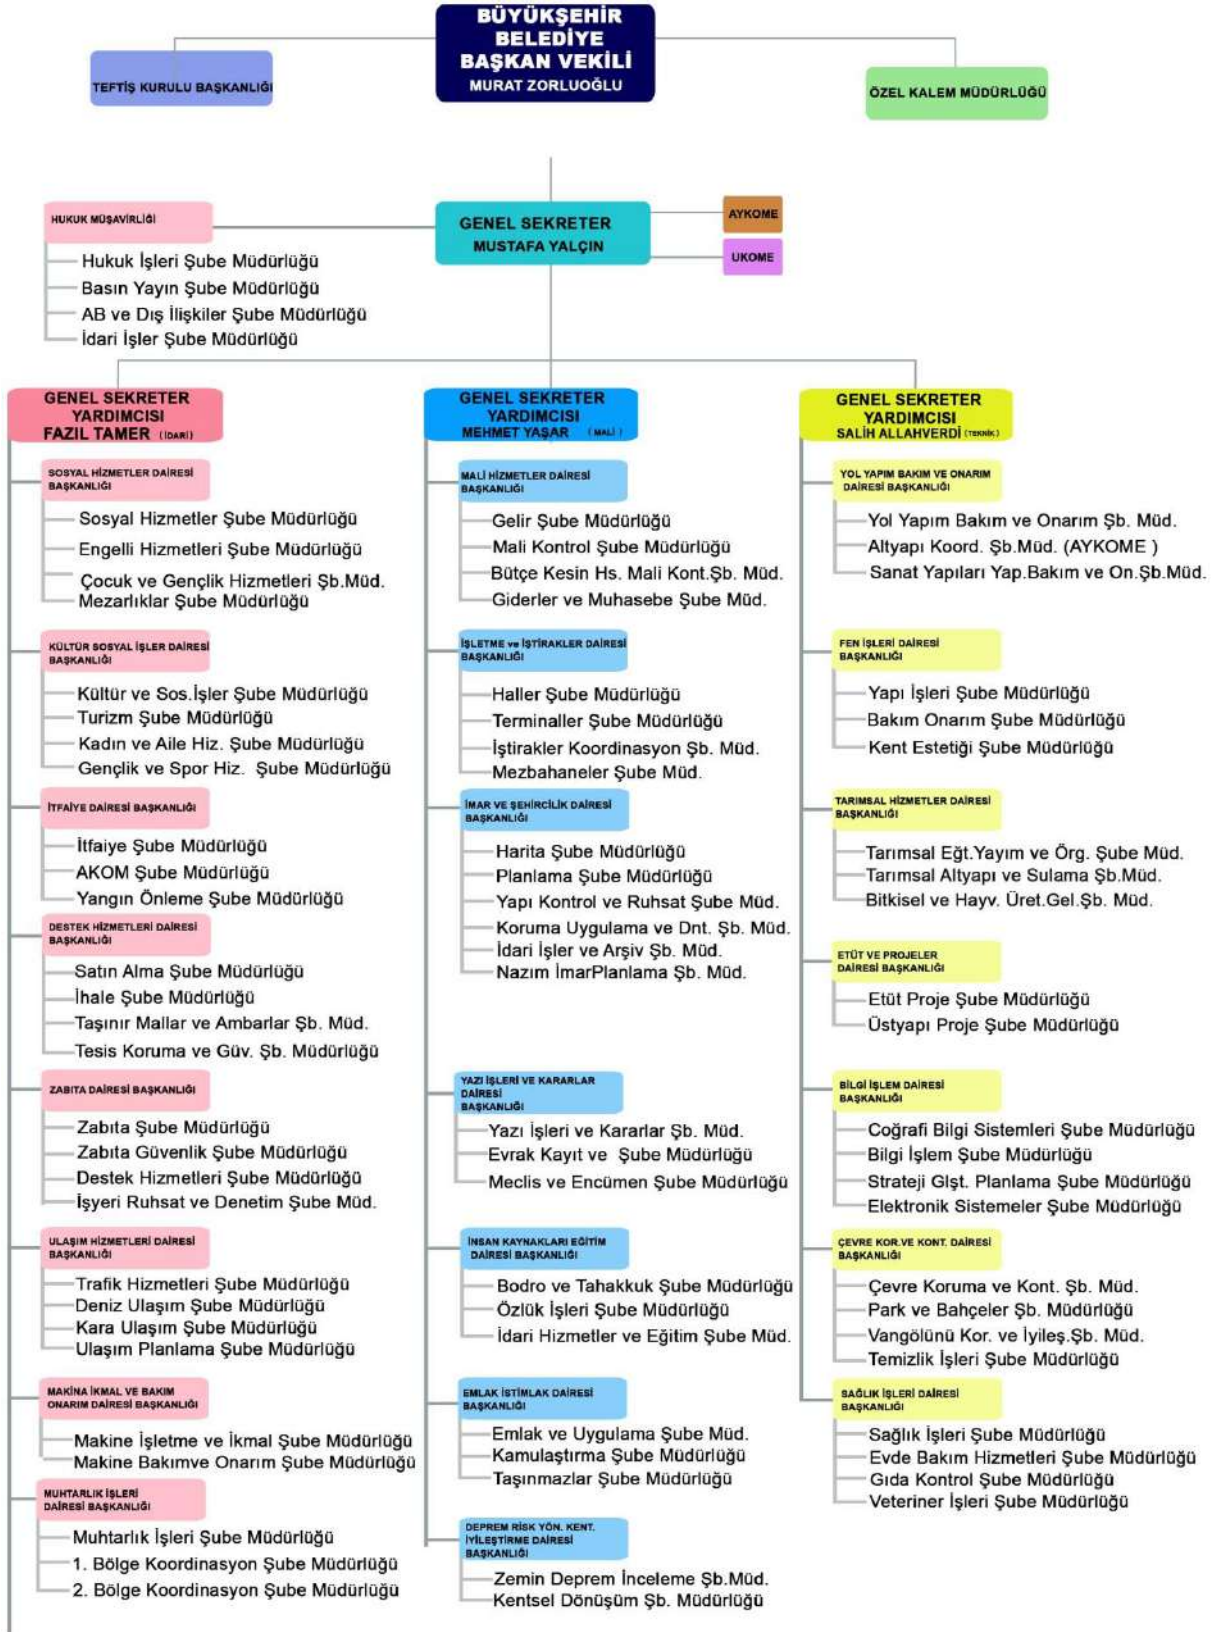 BÜYÜKŞEHİR
BELEDİYE
BAŞKAN VEKİLİ
MURAT ZORLUOĞLU
TEFTİŞ KURULU BAŞKANLIĞI
ÖZEL KALEM MÜDÜRLÜĞÜ
GENEL SEKRETER
MUSTAFA YALÇIN
AYKOME
UKOME
HUKUK MÜŞAVİRLİĞİ
Hukuk İşleri Şube Müdürlüğü
Basın Yayın Şube Müdürlüğü
AB ve Dış İlişkiler Şube Müdürlüğü
İdari İşler Şube Müdürlüğü
GENEL SEKRETER
YARDIMCISI
FAZIL TAMER (İDARİ)
SOSYAL HİZMETLER DAİRESİ
BAŞKANLIĞI
Sosyal Hizmetler Şube Müdürlüğü
Engelli Hizmetleri Şube Müdürlüğü
Çocuk ve Gençlik Hizmetleri Şb.Müd.
Mezarlıklar Şube Müdürlüğü
KÜLTÜR SOSYAL İŞLER DAİRESİ
BAŞKANLIĞI
Kültür ve Sos.İşler Şube Müdürlüğü
Turizm Şube Müdürlüğü
Kadın ve Aile Hiz. Şube Müdürlüğü
Gençlik ve Spor Hiz. Şube Müdürlüğü
İTFAİYE DAİRESİ BAŞKANLIĞI
İtfaiye Şube Müdürlüğü
AKOM Şube Müdürlüğü
Yangın Önleme Şube Müdürlüğü
DESTEK HİZMETLERİ DAİRESİ
BAŞKANLIĞI
Satın Alma Şube Müdürlüğü
İhale Şube Müdürlüğü
Taşınır Mallar ve Ambarlar Şb. Müd.
Tesis Koruma ve Güv. Şb. Müdürlüğü
ZABITA DAİRESİ BAŞKANLIĞI
Zabıta Şube Müdürlüğü
Zabıta Güvenlik Şube Müdürlüğü
Destek Hizmetleri Şube Müdürlüğü
İşyeri Ruhsat ve Denetim Şube Müd.
ULAŞIM HİZMETLERİ DAİRESİ
BAŞKANLIĞI
Trafik Hizmetleri Şube Müdürlüğü
Deniz Ulaşım Şube Müdürlüğü
Kara Ulaşım Şube Müdürlüğü
Ulaşım Planlama Şube Müdürlüğü
MAKİNA İKMAL VE BAKIM
ONARIM DAİRESİ BAŞKANLIĞI
Makine İşletme ve İkmal Şube Müdürlüğü
Makine Bakımve Onarım Şube Müdürlüğü
MUHTARLIK İŞLERİ
DAİRESİ BAŞKANLIĞI
Muhtarlık İşleri Şube Müdürlüğü
1. Bölge Koordinasyon Şube Müdürlüğü
2. Bölge Koordinasyon Şube Müdürlüğü
GENEL SEKRETER
YARDIMCISI
MEHMET YAŞAR (MALİ)
MALİ HİZMETLER DAİRESİ
BAŞKANLIĞI
Gelir Şube Müdürlüğü
Mali Kontrol Şube Müdürlüğü
Bütçe Kesin Hs. Mali Kont.Şb. Müd.
Giderler ve Muhasebe Şube Müd.
İŞLETME ve İŞTİRAKLER DAİRESİ
BAŞKANLIĞI
Haller Şube Müdürlüğü
Terminaller Şube Müdürlüğü
İştirakler Koordinasyon Şb. Müd.
Mezbahaneler Şube Müd.
İMAR VE ŞEHİRCİLİK DAİRESİ
BAŞKANLIĞI
Harita Şube Müdürlüğü
Planlama Şube Müdürlüğü
Yapı Kontrol ve Ruhsat Şube Müd.
Koruma Uygulama ve Dnt. Şb. Müd.
İdari İşler ve Arşiv Şb. Müd.
Nazım İmarPlanlama Şb. Müd.
YAZI İŞLERİ VE KARARLAR
DAİRESİ
BAŞKANLIĞI
Yazı İşleri ve Kararlar Şb. Müd.
Evrak Kayıt ve Şube Müdürlüğü
Meclis ve Encümen Şube Müdürlüğü
İNSAN KAYNAKLARI EĞİTİM
DAİRESİ BAŞKANLIĞI
Bodro ve Tahakkuk Şube Müdürlüğü
Özlük İşleri Şube Müdürlüğü
İdari Hizmetler ve Eğitim Şube Müd.
EMLAK İSTİMLAK DAİRESİ
BAŞKANLIĞI
Emlak ve Uygulama Şube Müd.
Kamulaştırma Şube Müdürlüğü
Taşınmazlar Şube Müdürlüğü
DEPREM RİSK YÖN. KENT.
İYİLEŞTİRME DAİRESİ
BAŞKANLIĞI
Zemin Deprem İnceleme Şb.Müd.
Kentsel Dönüşüm Şb. Müdürlüğü
GENEL SEKRETER
YARDIMCISI
SALİH ALLAHVERDİ (TEKNİK)
YOL YAPIM BAKIM VE ONARIM
DAİRESİ BAŞKANLIĞI
Yol Yapım Bakım ve Onarım Şb. Müd.
Altyapı Koord. Şb.Müd. (AYKOME )
Sanat Yapıları Yap.Bakım ve On.Şb.Müd.
FEN İŞLERİ DAİRESİ
BAŞKANLIĞI
Yapı İşleri Şube Müdürlüğü
Bakım Onarım Şube Müdürlüğü
Kent Estetiği Şube Müdürlüğü
TARIMSAL HİZMETLER DAİRESİ
BAŞKANLIĞI
Tarımsal Eğt.Yayım ve Örg. Şube Müd.
Tarımsal Altyapı ve Sulama Şb.Müd.
Bitkisel ve Hayv. Üret.Gel.Şb. Müd.
ETÜT VE PROJELER
DAİRESİ BAŞKANLIĞI
Etüt Proje Şube Müdürlüğü
Üstyapı Proje Şube Müdürlüğü
BİLGİ İŞLEM DAİRESİ
BAŞKANLIĞI
Coğrafi Bilgi Sistemleri Şube Müdürlüğü
Bilgi İşlem Şube Müdürlüğü
Strateji Glşt. Planlama Şube Müdürlüğü
Elektronik Sistemeler Şube Müdürlüğü
ÇEVRE KOR.VE KONT. DAİRESİ
BAŞKANLIĞI
Çevre Koruma ve Kont. Şb. Müd.
Park ve Bahçeler Şb. Müdürlüğü
Vangölünü Kor. ve İyileş.Şb. Müd.
Temizlik İşleri Şube Müdürlüğü
SAĞLIK İŞLERİ DAİRESİ
BAŞKANLIĞI
Sağlık İşleri Şube Müdürlüğü
Evde Bakım Hizmetleri Şube Müdürlüğü
Gıda Kontrol Şube Müdürlüğü
Veteriner İşleri Şube Müdürlüğü